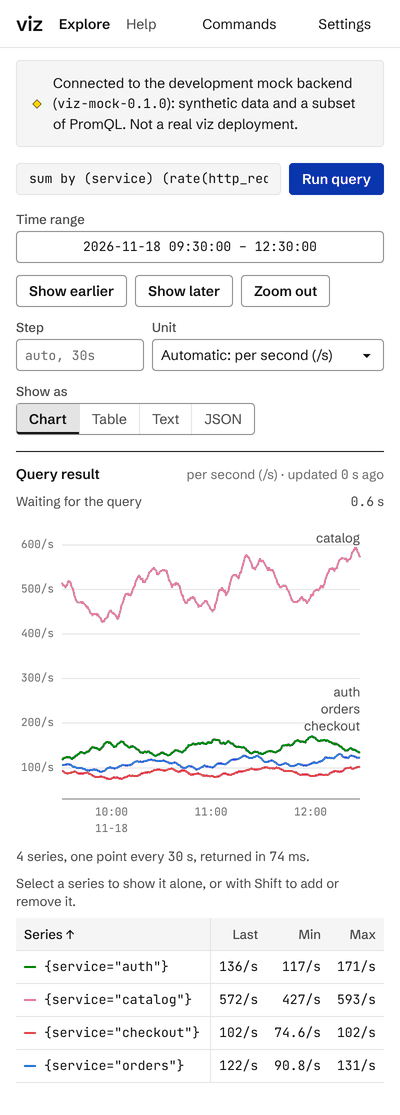 viz Explore Help Commands Settings
Connected to the development mock backend
(viz-mock-0.1.0): synthetic data and a subset
of PromQL. Not a real viz deployment.
sum by (service) (rate(http_rec
Run query
Time range
2026-11-18 09:30:00 – 12:30:00
Show earlier Show later Zoom out
Step Unit
auto, 30s Automatic: per second (/s)
Show as
Chart Table Text JSON
Query result per second (/s) · updated 0 s ago
Waiting for the query 0.6 s
catalog
600/s
500/s
400/s
300/s
auth
orders
200/s
checkout
100/s
10:00 11:00 12:00
11-18
4 series, one point every 30 s, returned in 74 ms.
Select a series to show it alone, or with Shift to add or
remove it.
Series ↑ Last Min Max
{service="auth"} 136/s 117/s 171/s
{service="catalog"} 572/s 427/s 593/s
{service="checkout"} 102/s 74.6/s 102/s
{service="orders"} 122/s 90.8/s 131/s